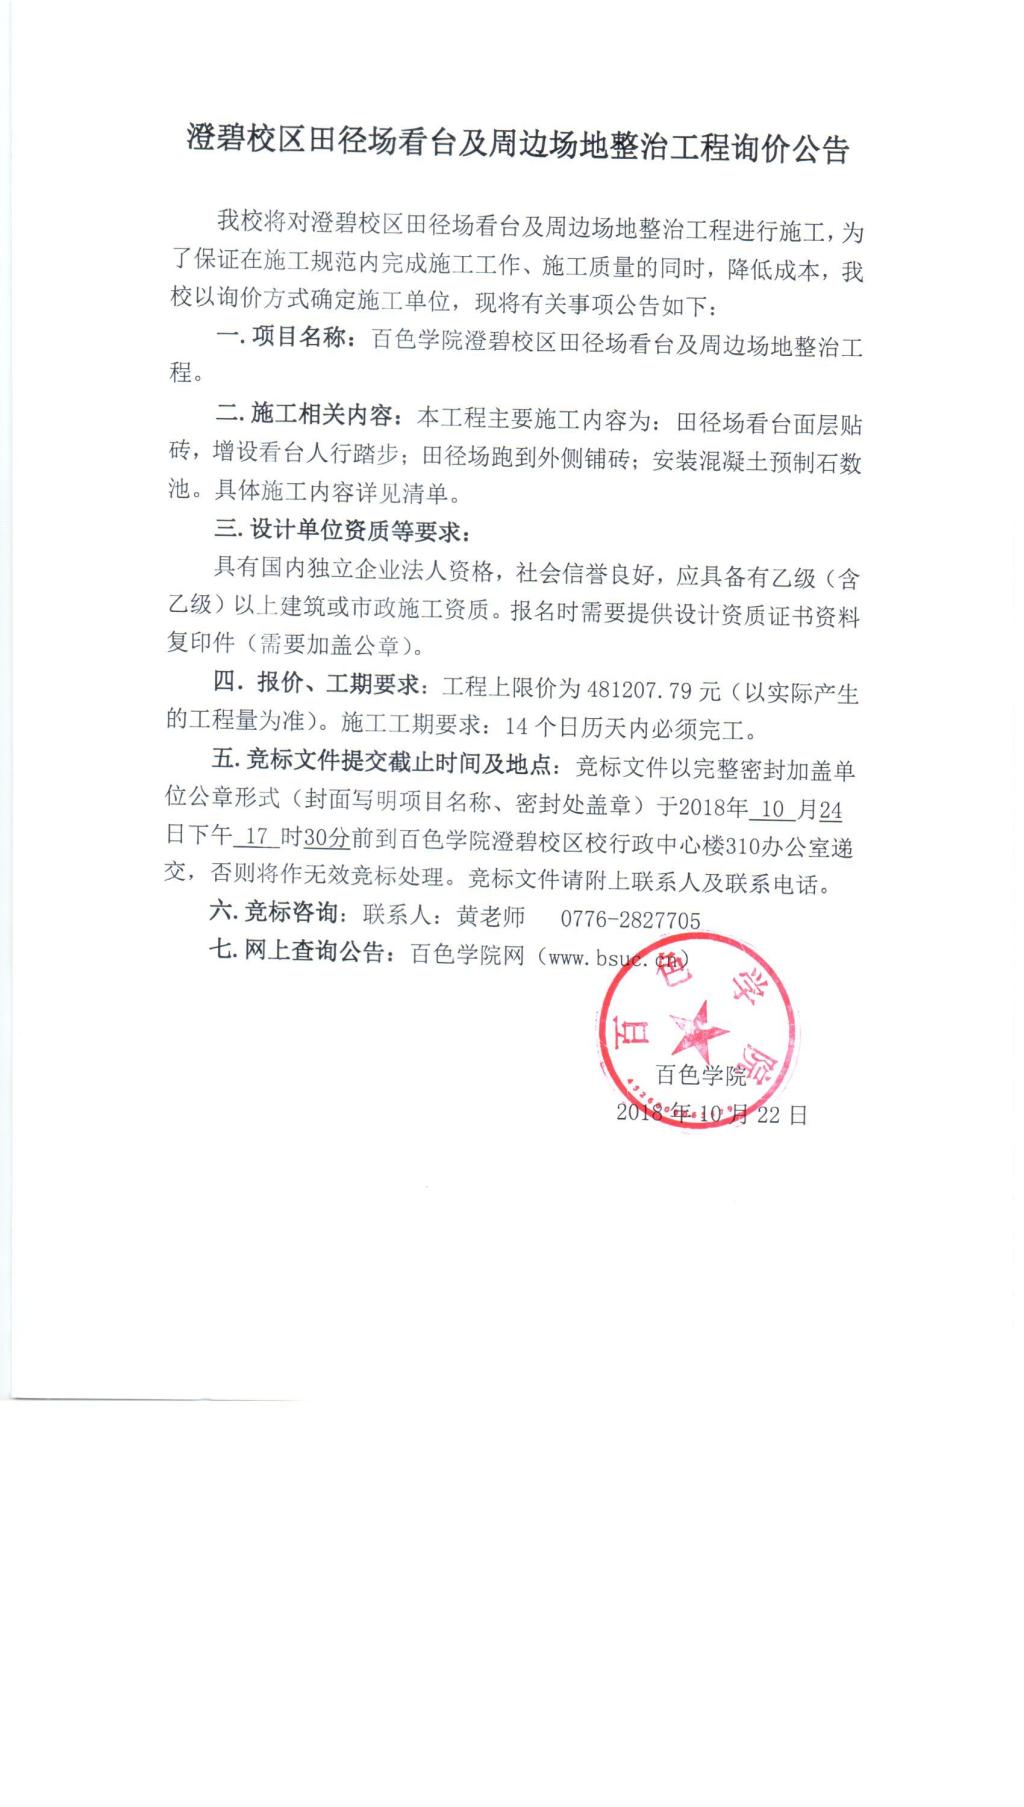 澄碧校区田径场看台及周边场地整治工程询价公告
我校将对澄碧校区田径场看台及周边场地整治工程进行施工，为
了保证在施工规范内完成施工工作、施工质量的同时，降低成本，我
校以询价方式确定施工单位，现将有关事项公告如下：
一.项目名称：百色学院澄碧校区田径场看台及周边场地整治工
程。
二.施工相关内容：本工程主要施工内容为：田径场看台面层贴
砖，增设看台人行踏步；田径场跑到外侧铺砖；安装混凝土预制石数
池。具体施工内容详见清单。
三.设计单位资质等要求：
具有国内独立企业法人资格，社会信誉良好，应具备有乙级（含
乙级）以上建筑或市政施工资质。报名时需要提供设计资质证书资料
复印件（需要加盖公章）。
四．报价、工期要求：工程上限价为 481207.79 元（以实际产生
的工程量为准）。施工工期要求：14 个日历天内必须完工。
五.竞标文件提交截止时间及地点：竞标文件以完整密封加盖单
位公章形式（封面写明项目名称、密封处盖章）于2018年 10 月24
日下午 17 时30分前到百色学院澄碧校区校行政中心楼310办公室递
交，否则将作无效竞标处理。竞标文件请附上联系人及联系电话。
六.竞标咨询：联系人：黄老师 0776-2827705
七.网上查询公告：百色学院网（www.bsuc.cn）
百色学院
百色学院
2018 年 10 月 22 日